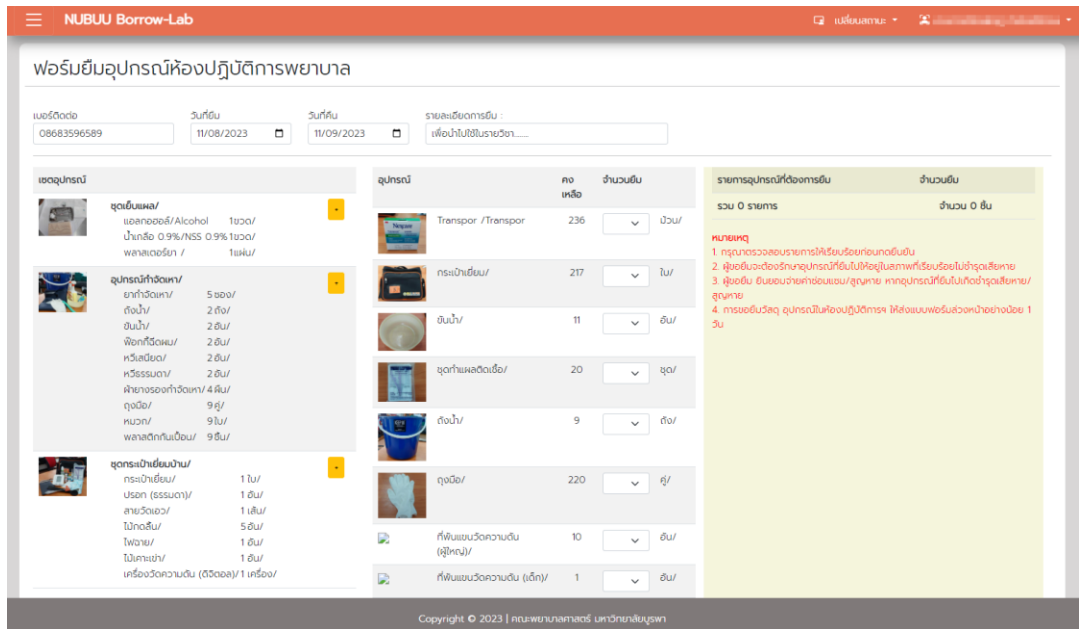 NUBUU Borrow-Lab
เปลี่ยนสถานะ
ฟอร์มยืมอุปกรณ์ห้องปฏิบัติการพยาบาล
เบอร์ติดต่อ
วันที่ยืม
วันที่คืน
รายละเอียดการยืม :
08683596589
11/08/2023
11/09/2023
เพื่อนำไปใช้ในรายวิชา.......
เซตอุปกรณ์
ชุดเย็บแผล/
แอลกอฮอล์/Alcohol 1ขวด/
น้ำเกลือ 0.9%/NSS 0.9% 1ขวด/
พลาสเตอร์ยา / 1แผ่น/
+
อุปกรณ์กำจัดเหา/
ยากำจัดเหา/ 5 ซอง/
ถังน้ำ/ 2 ถัง/
ขันน้ำ/ 2 อัน/
ฟ๊อกกี้ฉีดผม/ 2 อัน/
หวีเสนียด/ 2 อัน/
หวีธรรมดา/ 2 อัน/
ผ้ายางรองกำจัดเหา/ 4 ผืน/
ถุงมือ/ 9 คู่/
หมวก/ 9 ใบ/
พลาสติกกันเปื้อน/ 9 ชิ้น/
+
ชุดกระเป๋าเยี่ยมบ้าน/
กระเป๋าเยี่ยม/ 1 ใบ/
ปรอท (ธรรมดา)/ 1 อัน/
สายวัดเอว/ 1 เส้น/
ไม้กดลิ้น/ 5 อัน/
ไฟฉาย/ 1 อัน/
ไม้เคาะเข่า/ 1 อัน/
เครื่องวัดความดัน (ดิจิตอล)/ 1 เครื่อง/
+
อุปกรณ์
คง
เหลือ
จำนวนยืม
Transpor /Transpor 236 ม้วน/
กระเป๋าเยี่ยม/ 217 ใบ/
ขันน้ำ/ 11 อัน/
ชุดทำแผลติดเชื้อ/ 20 ชุด/
ถังน้ำ/ 9 ถัง/
ถุงมือ/ 220 คู่/
ที่พันแขนวัดความดัน 10 อัน/
(ผู้ใหญ่)/
ที่พันแขนวัดความดัน (เด็ก)/ 1 อัน/
รายการอุปกรณ์ที่ต้องการยืม จำนวนยืม
รวม 0 รายการ จำนวน 0 ชิ้น
หมายเหตุ
1. กรุณาตรวจสอบรายการให้เรียบร้อยก่อนกดยืนยัน
2. ผู้ขอยืมจะต้องรักษาอุปกรณ์ที่ยืมไปให้อยู่ในสภาพที่เรียบร้อยไม่ชำรุดเสียหาย
3. ผู้ขอยืม ยินยอมจ่ายค่าซ่อมแซม/สูญหาย หากอุปกรณ์ที่ยืมไปเกิดชำรุดเสียหาย/
สูญหาย
4. การขอยืมวัสดุ อุปกรณ์ในห้องปฏิบัติการฯ ให้ส่งแบบฟอร์มล่วงหน้าอย่างน้อย 1
วัน
Copyright © 2023 | คณะพยาบาลศาสตร์ มหาวิทยาลัยบูรพา